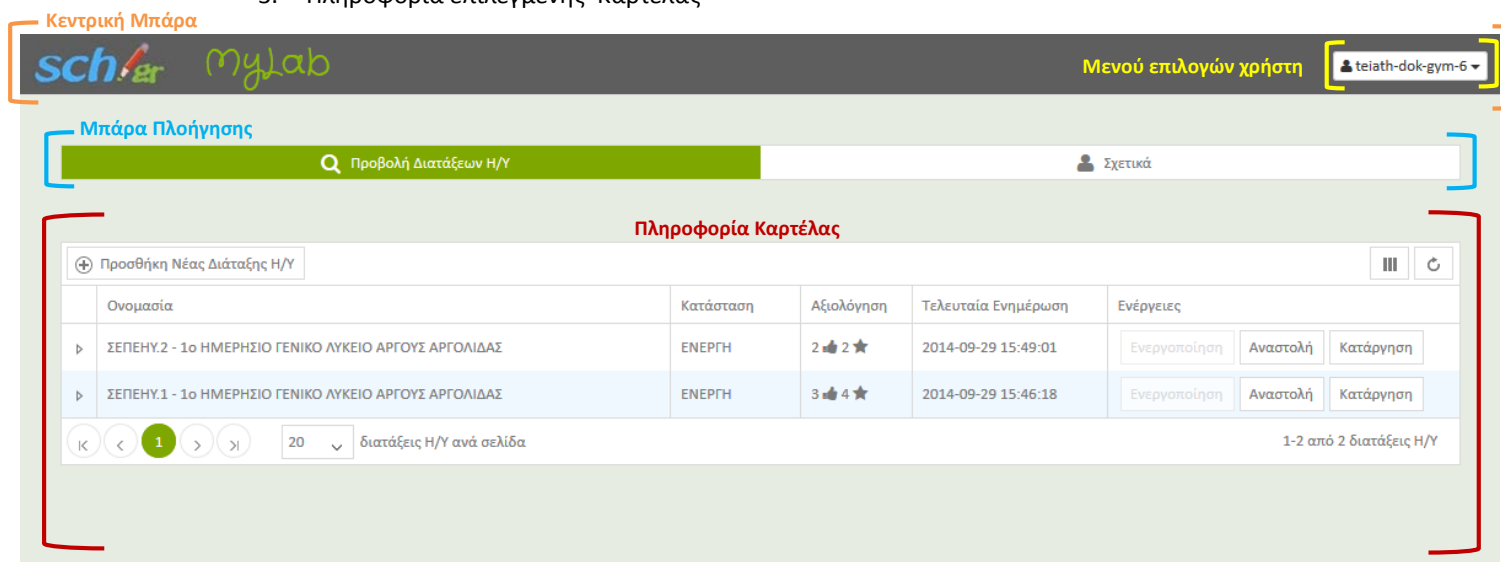 3. Πληροφορία επιλεγμένης καρτέλας
Κεντρική Μπάρα
sch.gr MyLab Μενού επιλογών χρήστη teiath-dok-gym-6
Μπάρα Πλοήγησης
Προβολή Διατάξεων Η/Υ Σχετικά
Πληροφορία Καρτέλας
Προσθήκη Νέας Διάταξης Η/Υ
Ονομασία Κατάσταση Αξιολόγηση Τελευταία Ενημέρωση Ενέργειες
ΣΕΠΕΗΥ.2 - 1ο ΗΜΕΡΗΣΙΟ ΓΕΝΙΚΟ ΛΥΚΕΙΟ ΑΡΓΟΥΣ ΑΡΓΟΛΙΔΑΣ ΕΝΕΡΓΗ 2 2 2014-09-29 15:49:01 Ενεργοποίηση Αναστολή Κατάργηση
ΣΕΠΕΗΥ.1 - 1ο ΗΜΕΡΗΣΙΟ ΓΕΝΙΚΟ ΛΥΚΕΙΟ ΑΡΓΟΥΣ ΑΡΓΟΛΙΔΑΣ ΕΝΕΡΓΗ 3 4 2014-09-29 15:46:18 Ενεργοποίηση Αναστολή Κατάργηση
1 20 διατάξεις Η/Υ ανά σελίδα 1-2 από 2 διατάξεις Η/Υ